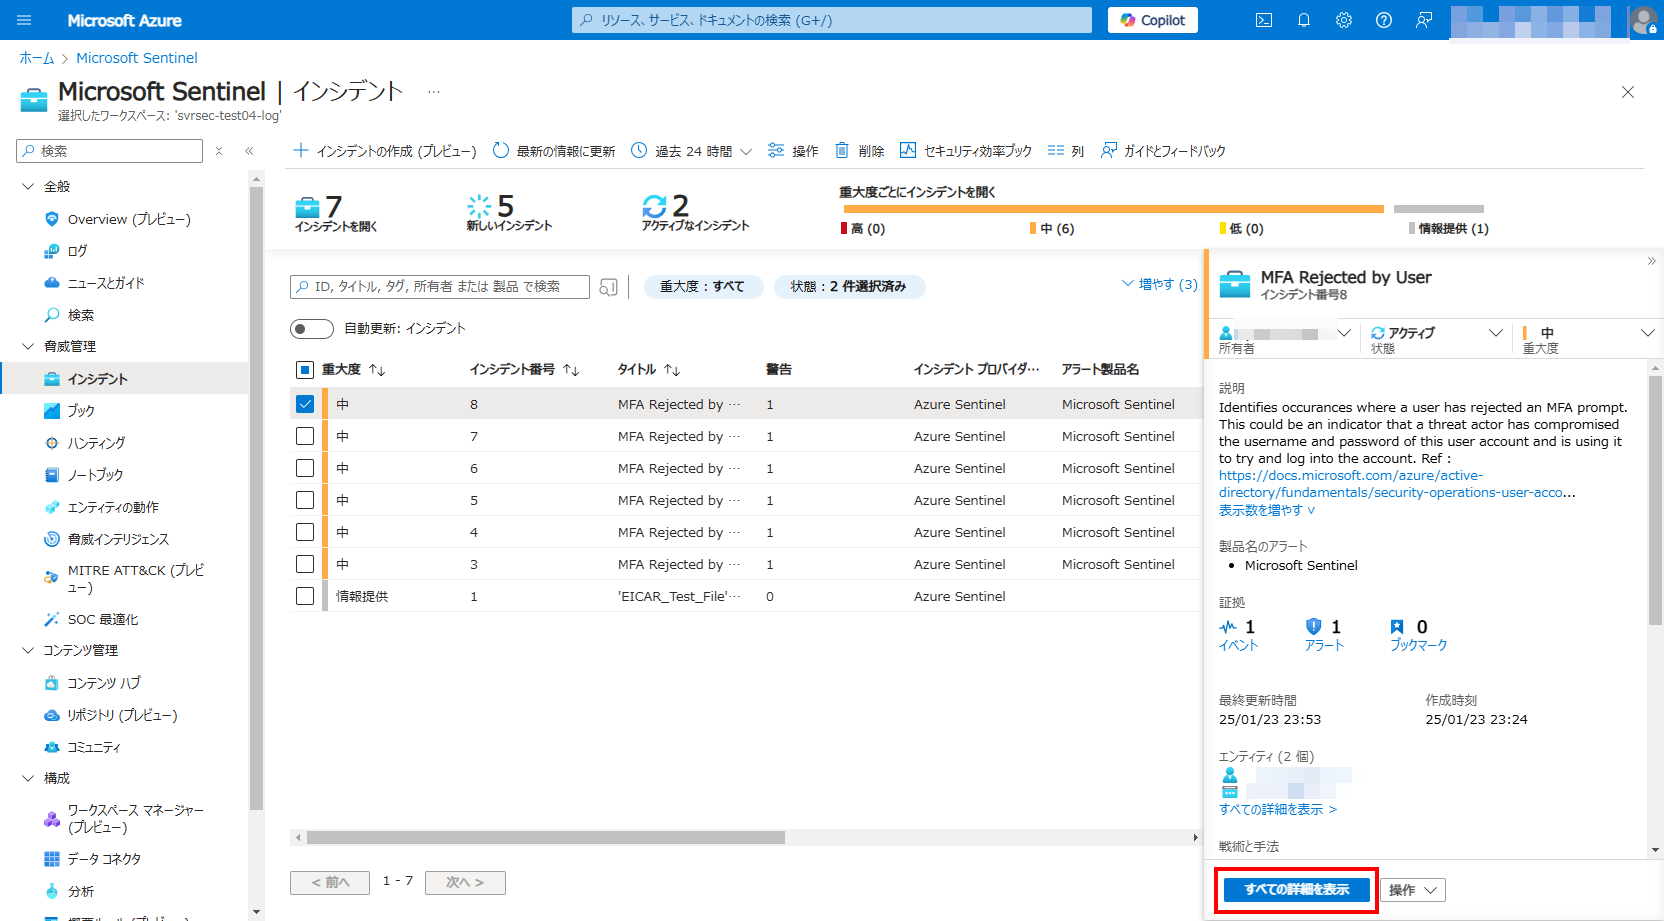 Microsoft Azure
リソース、サービス、ドキュメントの検索 (G+/)
Copilot
ホーム > Microsoft Sentinel
Microsoft Sentinel | インシデント ...
選択したワークスペース: 'svrsec-test04-log'
検索
全般
Overview (プレビュー)
ログ
ニュースとガイド
検索
脅威管理
インシデント
ブック
ハンティング
ノートブック
エンティティの動作
脅威インテリジェンス
MITRE ATT&CK (プレビ
ュー)
SOC 最適化
コンテンツ管理
コンテンツ ハブ
リポジトリ (プレビュー)
コミュニティ
構成
ワークスペース マネージャー
(プレビュー)
データ コネクタ
分析
インシデントの作成 (プレビュー) 最新の情報に更新 過去 24 時間 操作 削除 セキュリティ効率ブック 列 ガイドとフィードバック
7
インシデントを開く
5
新しいインシデント
2
アクティブなインシデント
重大度ごとにインシデントを開く
高 (0) 中 (6) 低 (0) 情報提供 (1)
ID, タイトル, タグ, 所有者 または 製品 で検索
重大度 : すべて
状態 : 2 件選択済み
増やす (3)
自動更新: インシデント
重大度 ↑↓ インシデント番号 ↑↓ タイトル ↑↓ 警告 インシデント プロバイダ… アラート製品名
中 8 MFA Rejected by … 1 Azure Sentinel Microsoft Sentinel
中 7 MFA Rejected by … 1 Azure Sentinel Microsoft Sentinel
中 6 MFA Rejected by … 1 Azure Sentinel Microsoft Sentinel
中 5 MFA Rejected by … 1 Azure Sentinel Microsoft Sentinel
中 4 MFA Rejected by … 1 Azure Sentinel Microsoft Sentinel
中 3 MFA Rejected by … 1 Azure Sentinel Microsoft Sentinel
情報提供 1 'EICAR_Test_File'… 0 Azure Sentinel
< 前へ 1 - 7 次へ >
MFA Rejected by User
インシデント番号8
所有者
アクティブ
状態
中
重大度
説明
Identifies occurances where a user has rejected an MFA prompt.
This could be an indicator that a threat actor has compromised
the username and password of this user account and is using it
to try and log into the account. Ref :
https://docs.microsoft.com/azure/active-
directory/fundamentals/security-operations-user-acco...
表示数を増やす ∨
製品名のアラート
• Microsoft Sentinel
証拠
1
イベント
1
アラート
0
ブックマーク
最終更新時間
25/01/23 23:53
作成時刻
25/01/23 23:24
エンティティ (2 個)
すべての詳細を表示 >
戦術と手法
すべての詳細を表示
操作